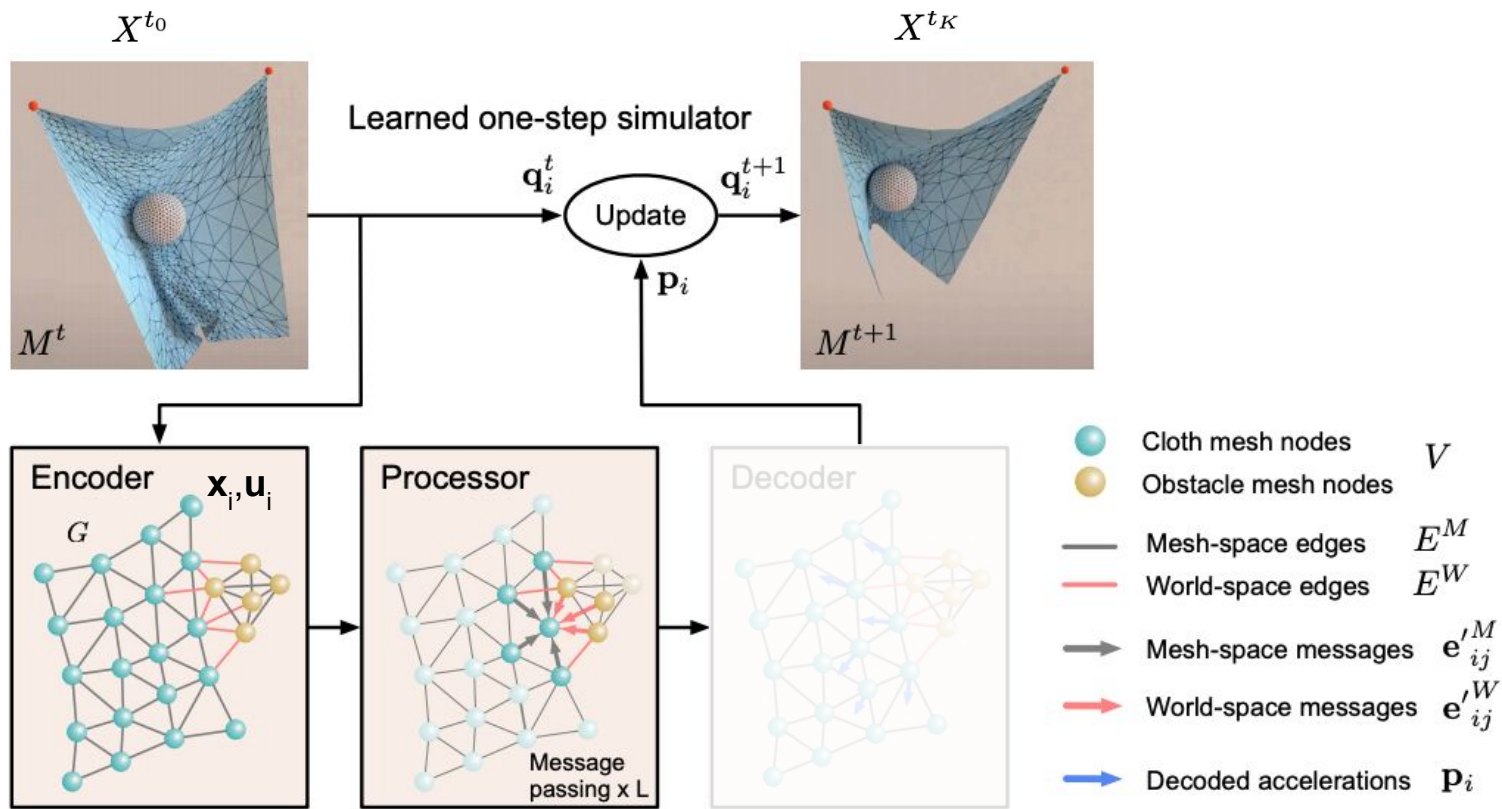 X^{t_0}
X^{t_K}
Learned one-step simulator
q_i^t
Update
q_i^{t+1}
p_i
M^t
M^{t+1}
Encoder
x_i,u_i
G
Processor
Message
passing x L
Decoder
Cloth mesh nodes
V
Obstacle mesh nodes
Mesh-space edges E^M
World-space edges E^W
Mesh-space messages e'^M_{ij}
World-space messages e'^W_{ij}
Decoded accelerations p_i